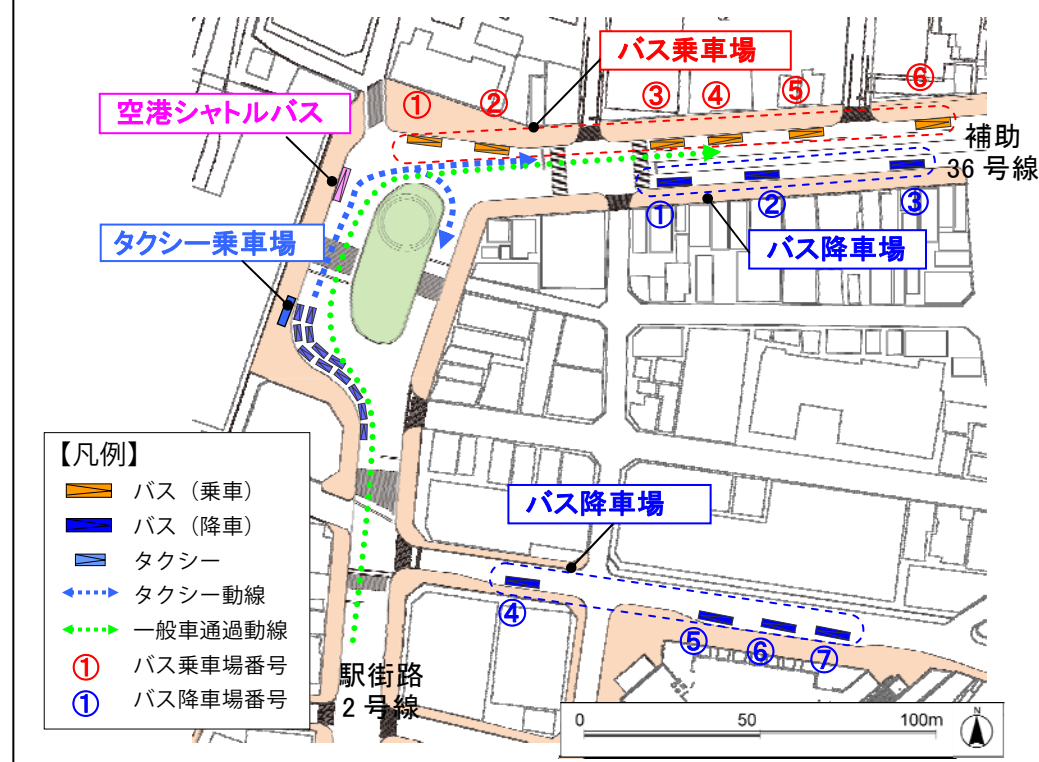 バス乗車場
①
②
③
④
⑤
⑥
空港シャトルバス
補助
36 号線
①
②
③
タクシー乗車場
バス降車場
【凡例】
バス（乗車）
バス（降車）
タクシー
タクシー動線
一般車通過動線
① バス乗車場番号
① バス降車場番号
バス降車場
④
⑤
⑥
⑦
駅街路
2 号線
0 50 100m
N